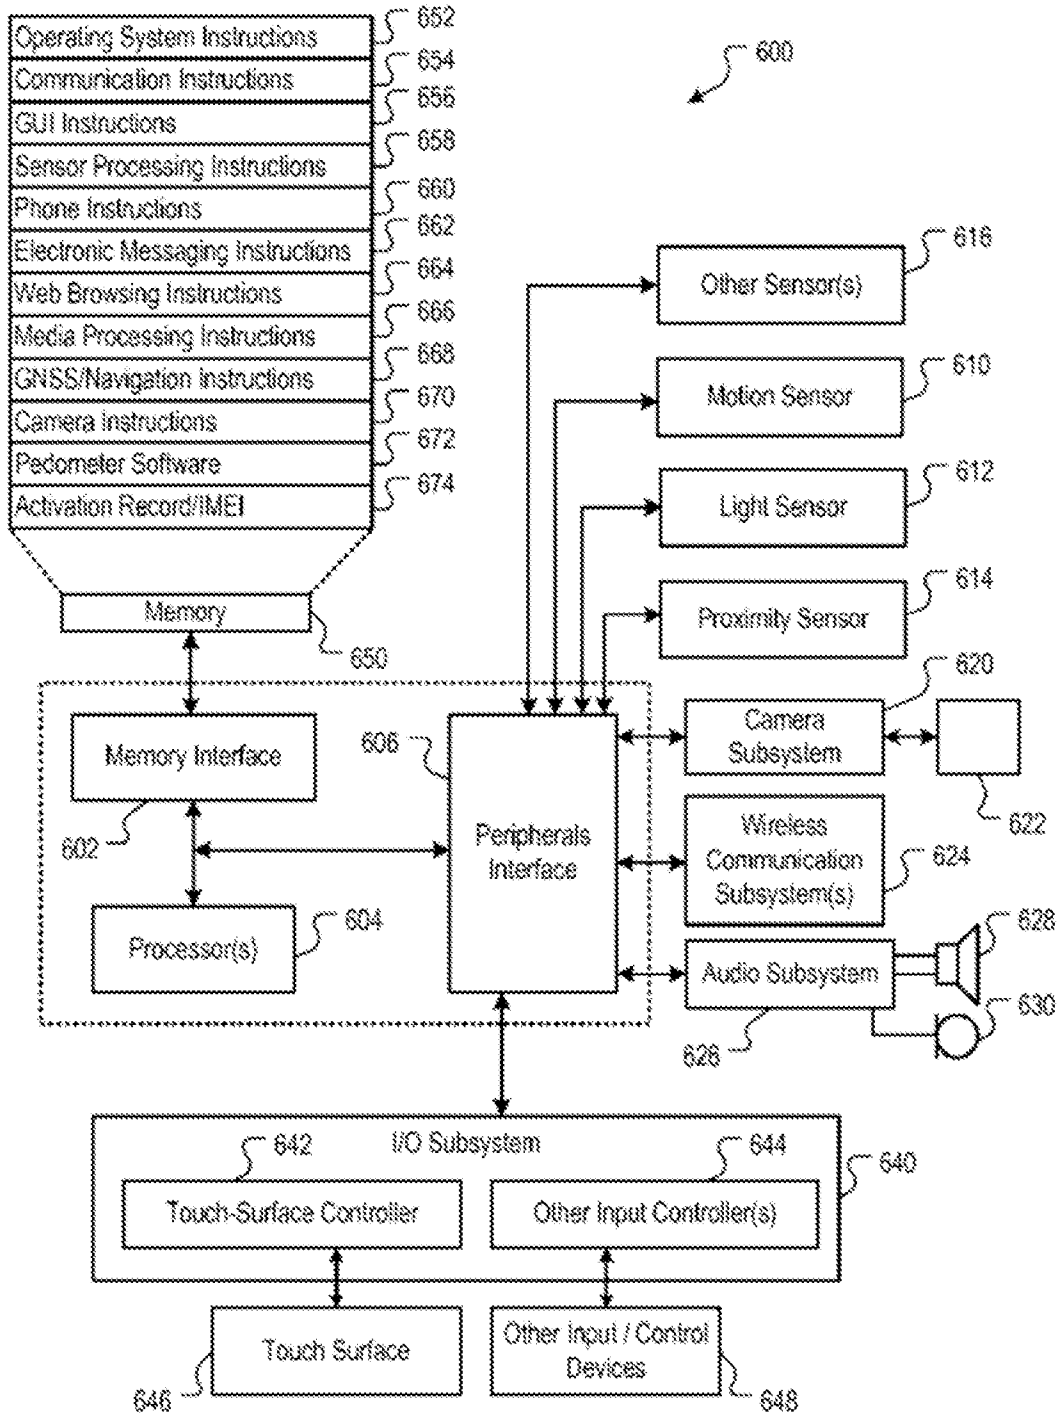 Operating System Instructions
652
Communication Instructions
654
GUI Instructions
656
Sensor Processing Instructions
658
Phone Instructions
660
Electronic Messaging Instructions
662
Web Browsing Instructions
664
Media Processing Instructions
666
GNSS/Navigation Instructions
668
Camera Instructions
670
Pedometer Software
672
Activation Record/IMEI
674
Memory
650
600
Other Sensor(s)
616
Motion Sensor
610
Light Sensor
612
Proximity Sensor
614
Memory Interface
602
Processor(s)
604
606
Peripherals
Interface
Camera
Subsystem
620
622
Wireless
Communication
Subsystem(s)
624
Audio Subsystem
626
628
630
I/O Subsystem
640
642
Touch-Surface Controller
644
Other Input Controller(s)
Touch Surface
646
Other Input / Control
Devices
648